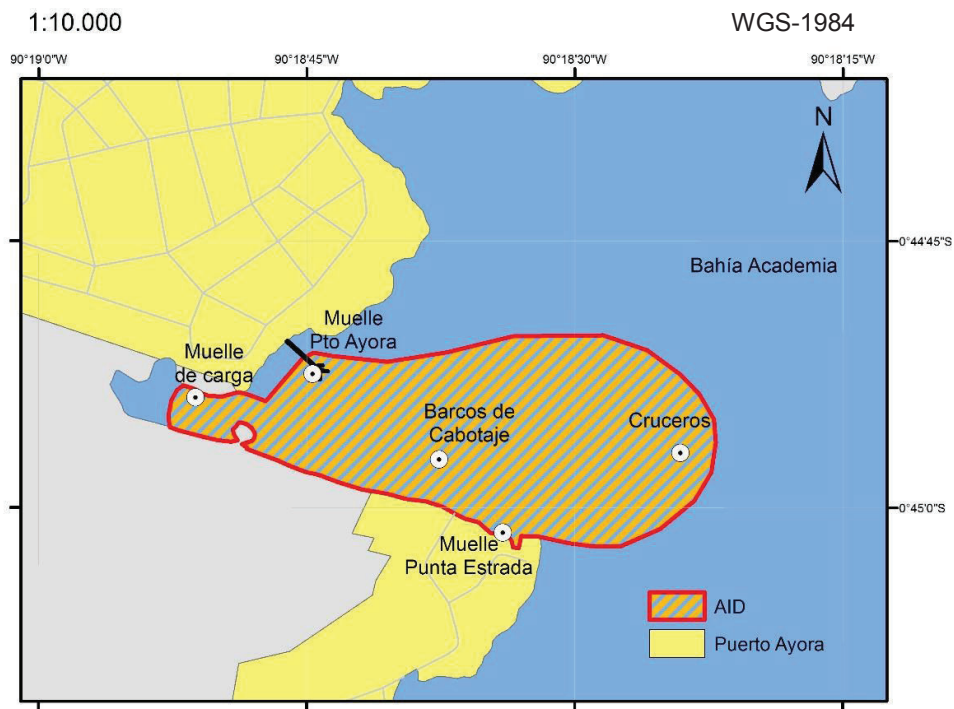 1:10.000
WGS-1984
90°19'0"W
90°18'45"W
90°18'30"W
90°18'15"W
N
0°44'45"S
Bahía Academia
Muelle
Pto Ayora
Muelle
de carga
Barcos de
Cabotaje
Cruceros
0°45'0"S
Muelle
Punta Estrada
AID
Puerto Ayora